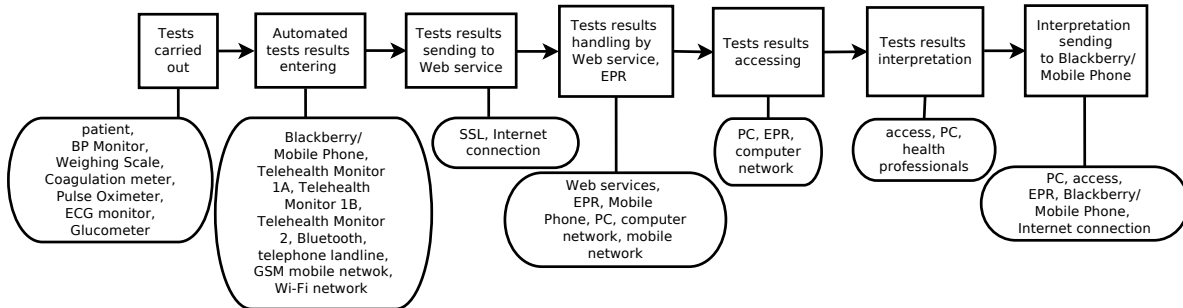 Tests
carried
out
Automated
tests results
entering
Tests results
sending to
Web service
Tests results
handling by
Web service,
EPR
Tests results
accessing
Tests results
interpretation
Interpretation
sending
to Blackberry/
Mobile Phone
patient,
BP Monitor,
Weighing Scale,
Coagulation meter,
Pulse Oximeter,
ECG monitor,
Glucometer
Blackberry/
Mobile Phone,
Telehealth Monitor
1A, Telehealth
Monitor 1B,
Telehealth Monitor
2, Bluetooth,
telephone landline,
GSM mobile netwok,
Wi-Fi network
SSL, Internet
connection
Web services,
EPR, Mobile
Phone, PC, computer
network, mobile
network
PC, EPR,
computer
network
access, PC,
health
professionals
PC, access,
EPR, Blackberry/
Mobile Phone,
Internet connection